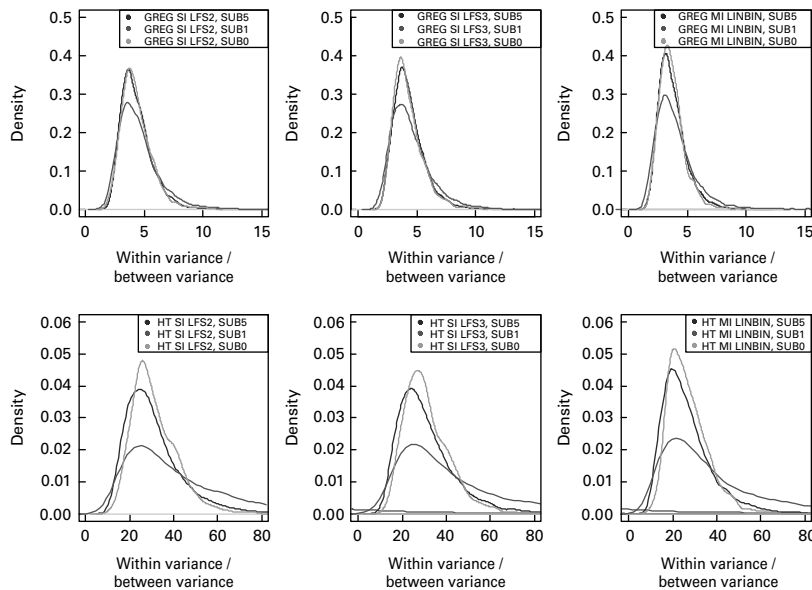 GREG SI LFS2, SUB5
GREG SI LFS2, SUB1
GREG SI LFS2, SUB0
0.5
0.4
0.3
0.2
0.1
0.0
Density
0 5 10 15
Within variance /
between variance
GREG SI LFS3, SUB5
GREG SI LFS3, SUB1
GREG SI LFS3, SUB0
0.5
0.4
0.3
0.2
0.1
0.0
Density
0 5 10 15
Within variance /
between variance
GREG MI LINBIN, SUB5
GREG MI LINBIN, SUB1
GREG MI LINBIN, SUB0
0.5
0.4
0.3
0.2
0.1
0.0
Density
0 5 10 15
Within variance /
between variance
HT SI LFS2, SUB5
HT SI LFS2, SUB1
HT SI LFS2, SUB0
0.06
0.05
0.04
0.03
0.02
0.01
0.00
Density
0 20 40 60 80
Within variance /
between variance
HT SI LFS3, SUB5
HT SI LFS3, SUB1
HT SI LFS3, SUB0
0.06
0.05
0.04
0.03
0.02
0.01
0.00
Density
0 20 40 60 80
Within variance /
between variance
HT MI LINBIN, SUB5
HT MI LINBIN, SUB1
HT MI LINBIN, SUB0
0.06
0.05
0.04
0.03
0.02
0.01
0.00
Density
0 20 40 60 80
Within variance /
between variance